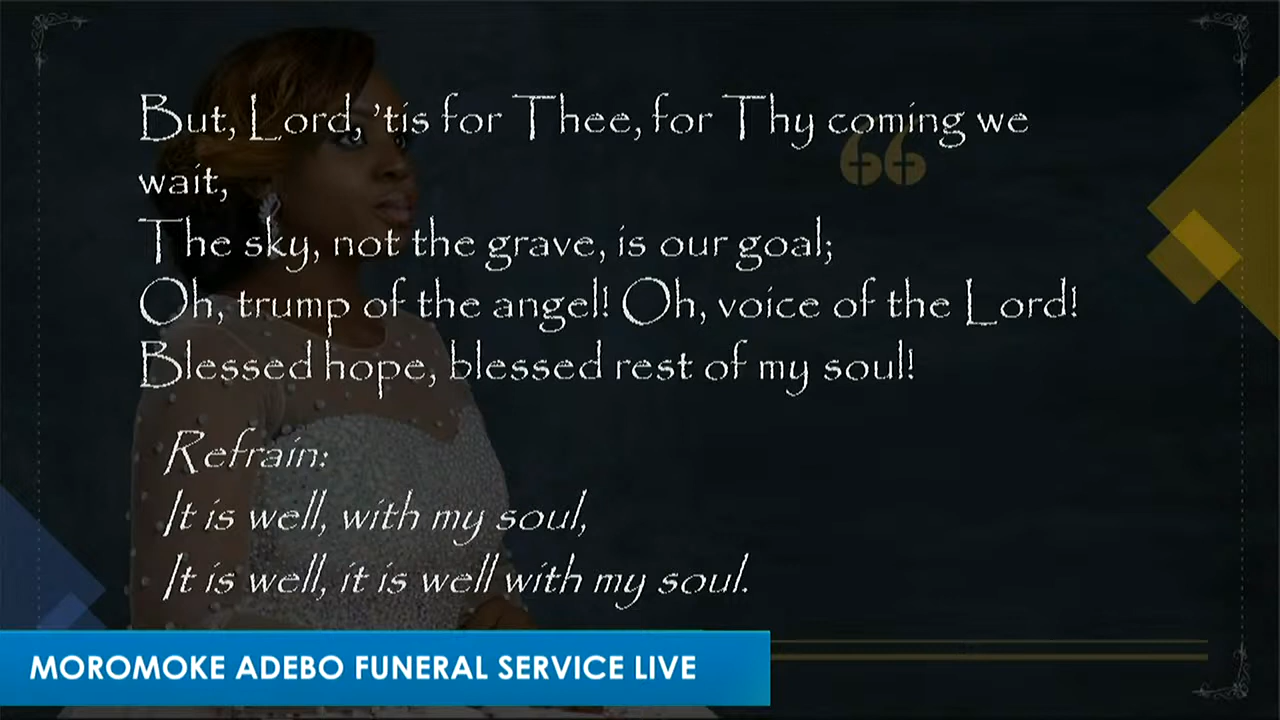 But, Lord, 'tis for Thee, for Thy coming we
wait,
The sky, not the grave, is our goal;
Oh, trump of the angel! Oh, voice of the Lord!
Blessed hope, blessed rest of my soul!
Refrain:
It is well, with my soul,
It is well, it is well with my soul.
MOROMOKE ADEBO FUNERAL SERVICE LIVE